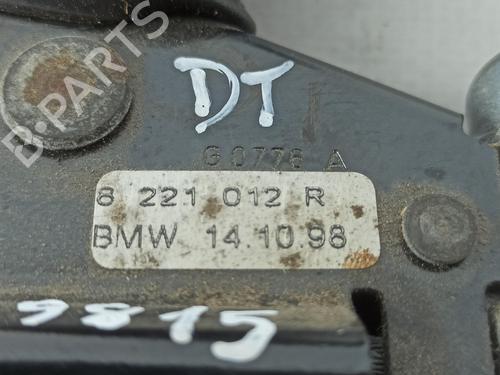 B-PARTS
DT
G0776 A
8 221 012 R
BMW 14.10.98
9815